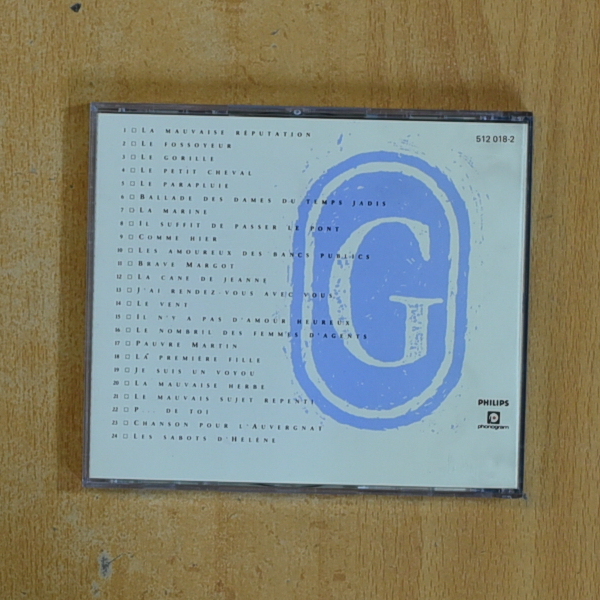 1 □ La mauvaise réputation
2 □ Le fossoyeur
3 □ Le gorille
4 □ Le petit cheval
5 □ Le parapluie
6 □ Ballade des dames du temps jadis
7 □ La marine
8 □ Il suffit de passer le pont
9 □ Comme hier
10 □ Les amoureux des bancs publics
11 □ Brave Margot
12 □ La cane de Jeanne
13 □ J'ai rendez-vous avec vous
14 □ Le vent
15 □ Il n'y a pas d'amour heureux
16 □ Le nombril des femmes d'agents
17 □ Pauvre Martin
18 □ La première fille
19 □ Je suis un voyou
20 □ La mauvaise herbe
21 □ Le mauvais sujet repenti
22 □ P... de toi
23 □ Chanson pour l'Auvergnat
24 □ Les sabots d'Hélène
512 018-2
G
PHILIPS
phonogram